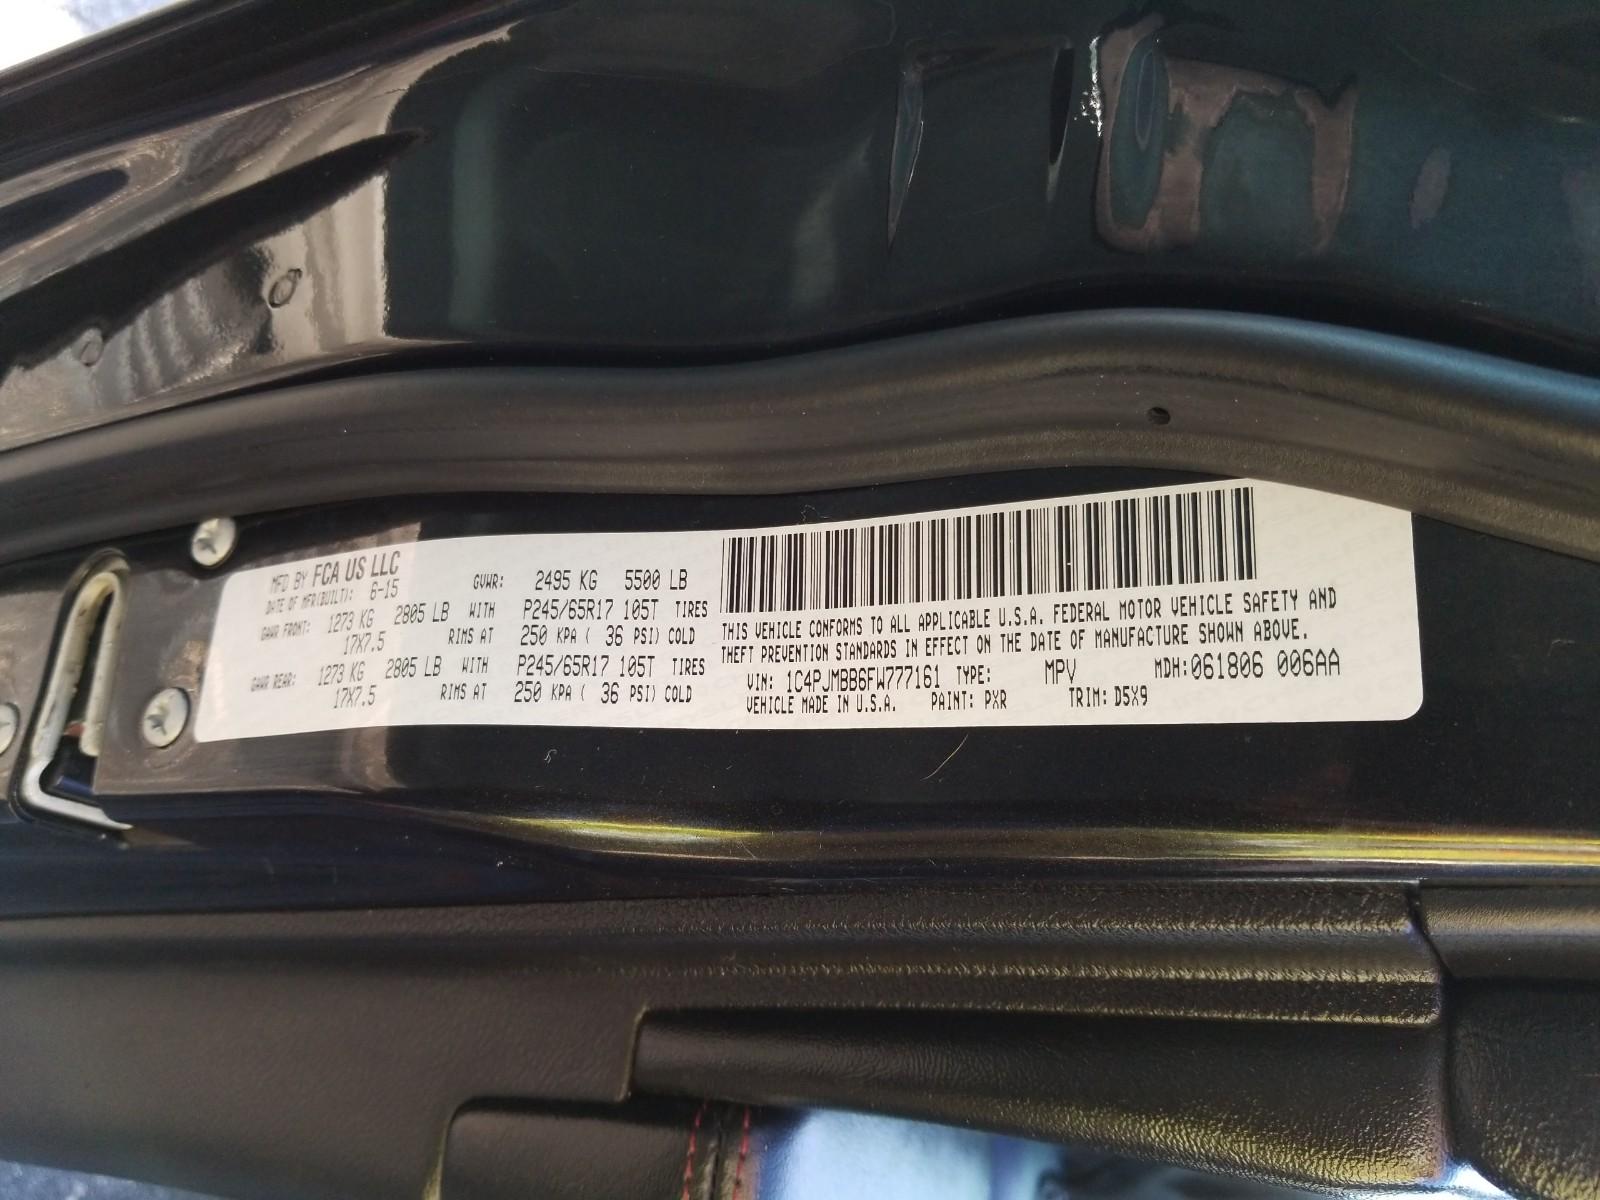 MFD BY FCA US LLC
DATE OF MFR(BUILT): 6-15
GVWR: 2495 KG 5500 LB
GAWR FRONT: 1273 KG 2805 LB WITH P245/65R17 105T TIRES
17X7.5 RIMS AT 250 KPA ( 36 PSI) COLD
GAWR REAR: 1273 KG 2805 LB WITH P245/65R17 105T TIRES
17X7.5 RIMS AT 250 KPA ( 36 PSI) COLD
THIS VEHICLE CONFORMS TO ALL APPLICABLE U.S.A. FEDERAL MOTOR VEHICLE SAFETY AND
THEFT PREVENTION STANDARDS IN EFFECT ON THE DATE OF MANUFACTURE SHOWN ABOVE.
VIN: 1C4PJMBB6FW777161 TYPE: MPV MDH:061806 006AA
VEHICLE MADE IN U.S.A. PAINT: PXR TRIM: D5X9